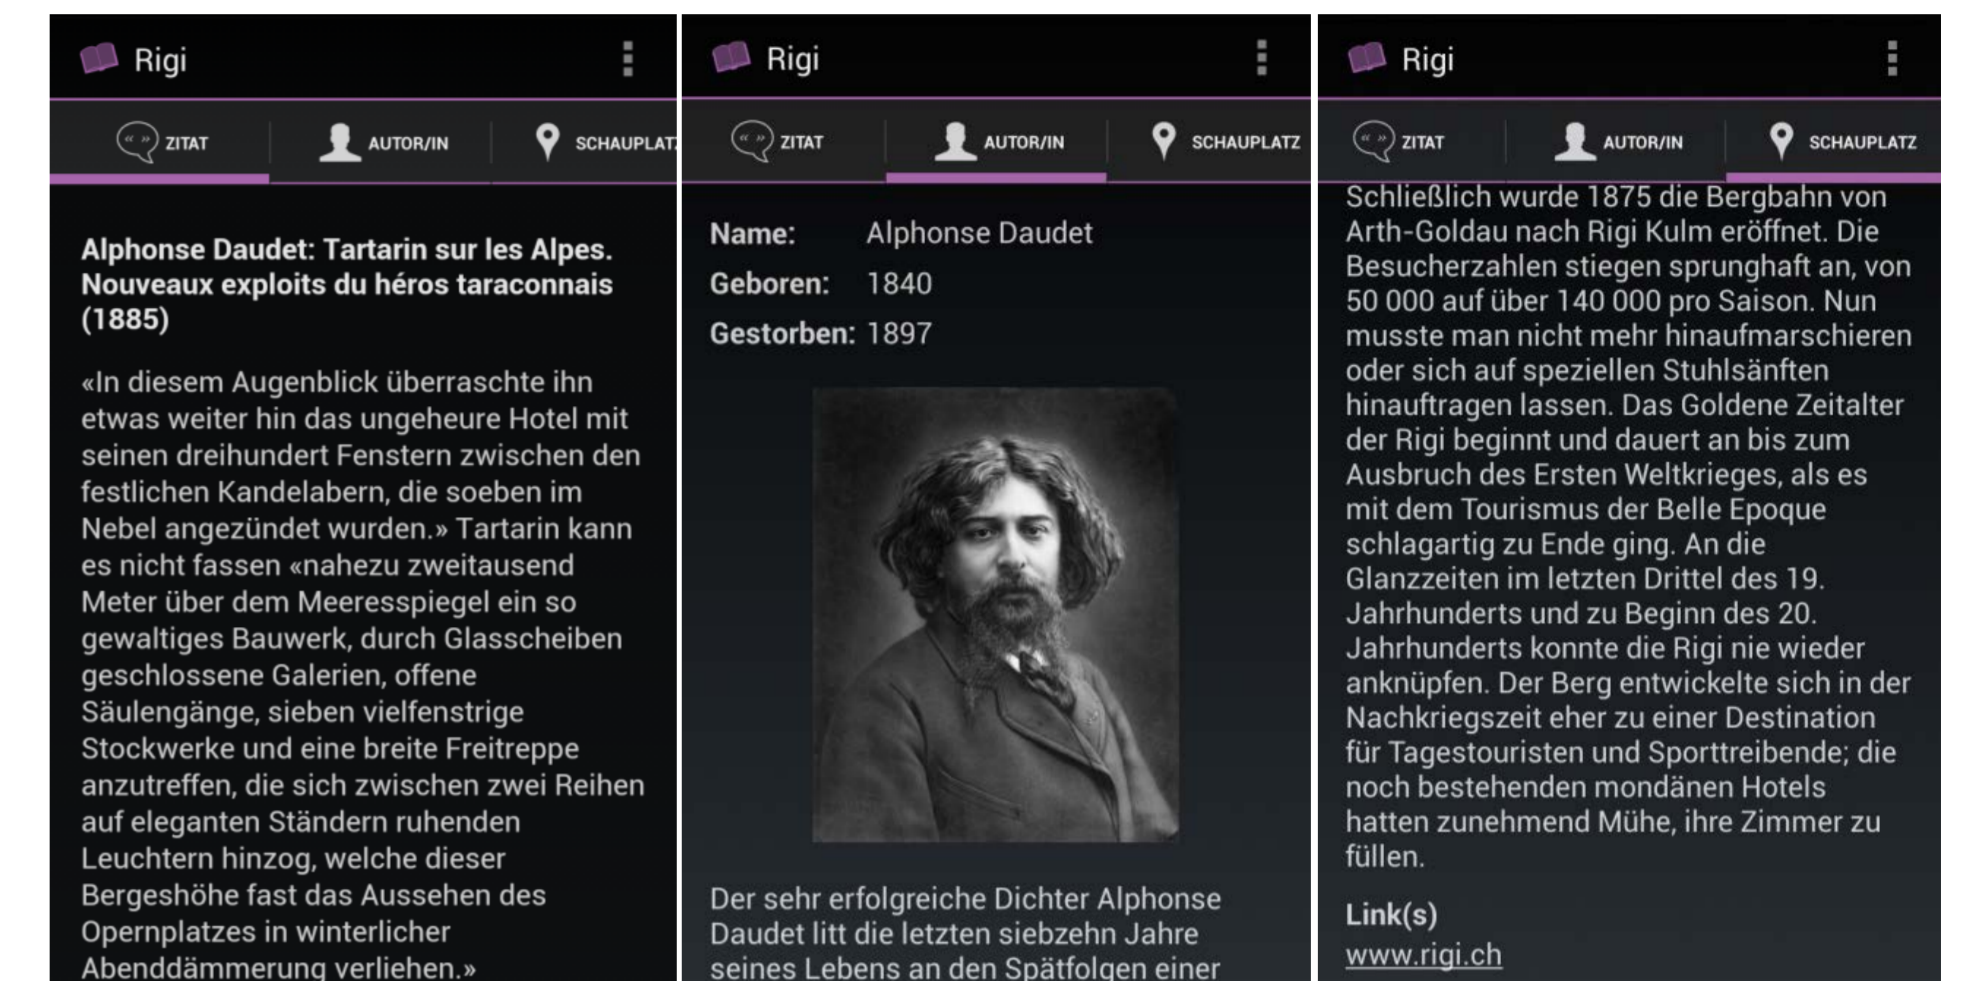 Rigi
« » ZITAT
AUTOR/IN
SCHAUPLAT
Alphonse Daudet: Tartarin sur les Alpes.
Nouveaux exploits du héros taraconnais
(1885)
«In diesem Augenblick überraschte ihn
etwas weiter hin das ungeheure Hotel mit
seinen dreihundert Fenstern zwischen den
festlichen Kandelabern, die soeben im
Nebel angezündet wurden.» Tartarin kann
es nicht fassen «nahezu zweitausend
Meter über dem Meeresspiegel ein so
gewaltiges Bauwerk, durch Glasscheiben
geschlossene Galerien, offene
Säulengänge, sieben vielfenstrige
Stockwerke und eine breite Freitreppe
anzutreffen, die sich zwischen zwei Reihen
auf eleganten Ständern ruhenden
Leuchtern hinzog, welche dieser
Bergeshöhe fast das Aussehen des
Opernplatzes in winterlicher
Abenddämmerung verliehen.»
Rigi
« » ZITAT
AUTOR/IN
SCHAUPLATZ
Name: Alphonse Daudet
Geboren: 1840
Gestorben: 1897
Der sehr erfolgreiche Dichter Alphonse
Daudet litt die letzten siebzehn Jahre
seines Lebens an den Spätfolgen einer
Rigi
« » ZITAT
AUTOR/IN
SCHAUPLATZ
Schließlich wurde 1875 die Bergbahn von
Arth-Goldau nach Rigi Kulm eröffnet. Die
Besucherzahlen stiegen sprunghaft an, von
50 000 auf über 140 000 pro Saison. Nun
musste man nicht mehr hinaufmarschieren
oder sich auf speziellen Stuhlsänften
hinauftragen lassen. Das Goldene Zeitalter
der Rigi beginnt und dauert an bis zum
Ausbruch des Ersten Weltkrieges, als es
mit dem Tourismus der Belle Epoque
schlagartig zu Ende ging. An die
Glanzzeiten im letzten Drittel des 19.
Jahrhunderts und zu Beginn des 20.
Jahrhunderts konnte die Rigi nie wieder
anknüpfen. Der Berg entwickelte sich in der
Nachkriegszeit eher zu einer Destination
für Tagestouristen und Sporttreibende; die
noch bestehenden mondänen Hotels
hatten zunehmend Mühe, ihre Zimmer zu
füllen.
Link(s)
www.rigi.ch